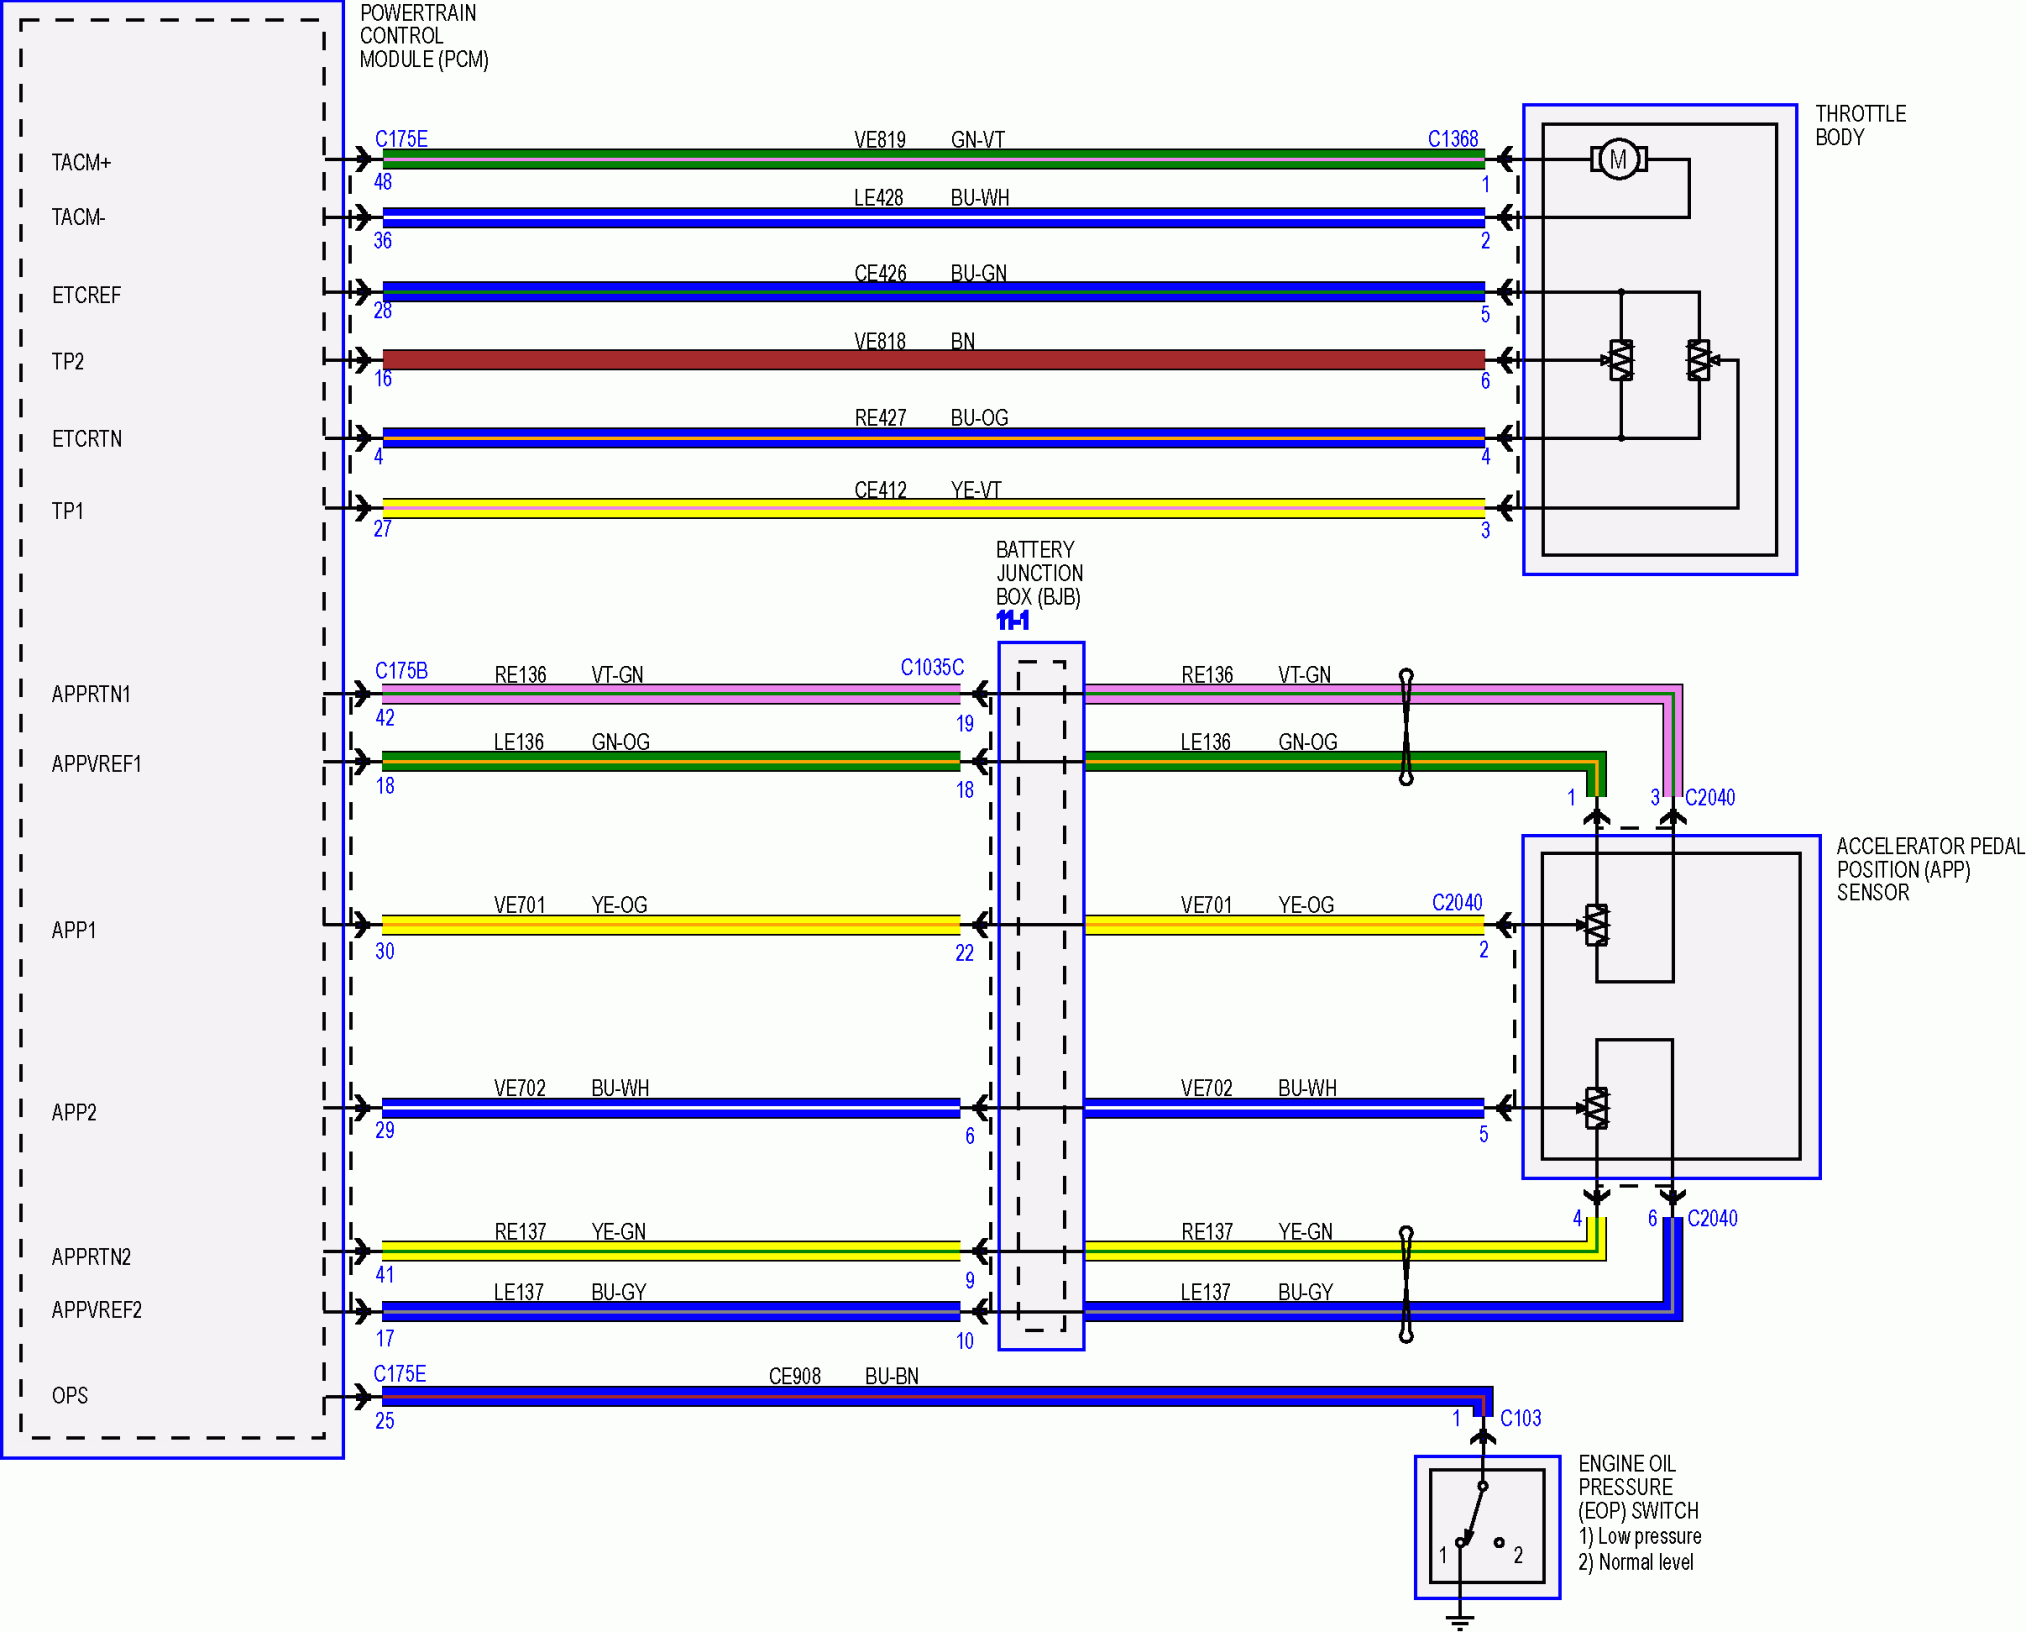 POWERTRAIN
CONTROL
MODULE (PCM)
THROTTLE
BODY
TACM+
C175E
48
VE819 GN-VT
C1368
1
M
TACM-
36
LE428 BU-WH
2
ETCREF
28
CE426 BU-GN
5
TP2
16
VE818 BN
6
ETCRTN
4
RE427 BU-OG
4
TP1
27
CE412 YE-VT
3
BATTERY
JUNCTION
BOX (BJB)
11-1
APPRTN1
C175B
42
RE136 VT-GN
C1035C
19
RE136 VT-GN
APPVREF1
18
LE136 GN-OG
18
LE136 GN-OG
1
3
C2040
ACCELERATOR PEDAL
POSITION (APP)
SENSOR
APP1
30
VE701 YE-OG
22
VE701 YE-OG
C2040
2
APP2
29
VE702 BU-WH
6
VE702 BU-WH
5
APPRTN2
41
RE137 YE-GN
9
RE137 YE-GN
4
6
C2040
APPVREF2
17
LE137 BU-GY
10
LE137 BU-GY
OPS
C175E
25
CE908 BU-BN
1
C103
ENGINE OIL
PRESSURE
(EOP) SWITCH
1) Low pressure
2) Normal level
1
2